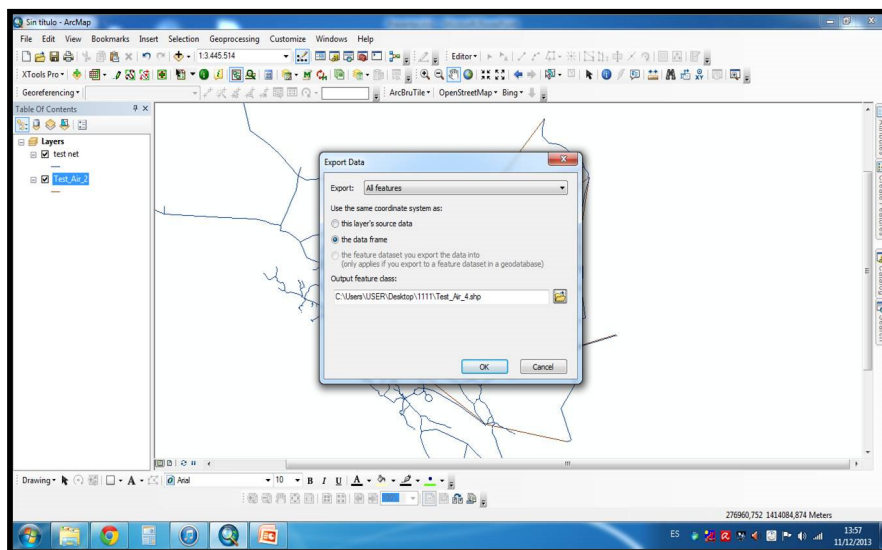 Sin título - ArcMap
File Edit View Bookmarks Insert Selection Geoprocessing Customize Windows Help
1:3.445.514
Editor
XTools Pro
Georeferencing
ArcBruTile OpenStreetMap Bing
Table Of Contents
Layers
test net
Test_Air_2
Export Data
Export: All features
Use the same coordinate system as:
this layer's source data
the data frame
the feature dataset you export the data into
(only applies if you export to a feature dataset in a geodatabase)
Output feature class:
C:\Users\USER\Desktop\1111\Test_Air_4.shp
OK Cancel
Create Features
Catalog
Search
Drawing
Arial 10 B I U A
276960,752 1414084,874 Meters
ES 13:57
11/12/2013